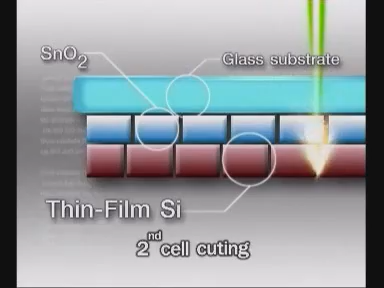 SnO2
Glass substrate
Thin-Film Si
2nd cell cuting